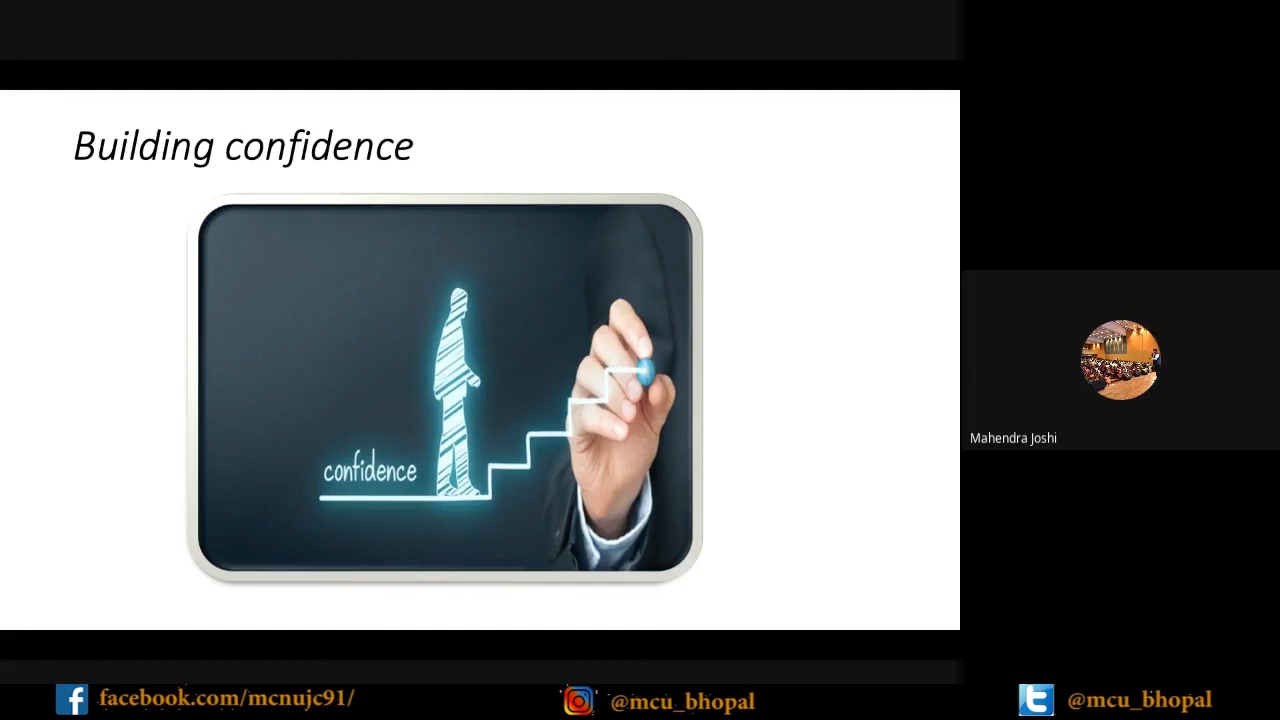 Building confidence
confidence
Mahendra Joshi
facebook.com/mcnujc91/
@mcu_bhopal
@mcu_bhopal